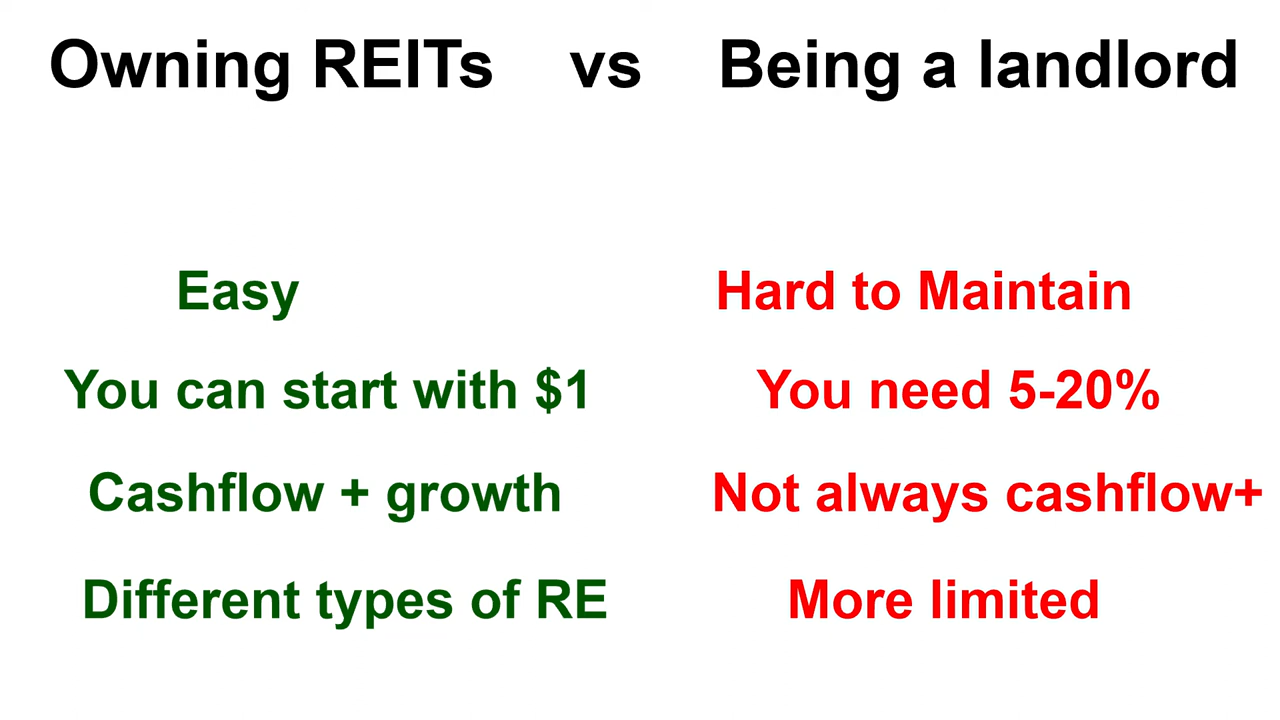 Owning REITs vs Being a landlord
Easy Hard to Maintain
You can start with $1 You need 5-20%
Cashflow + growth Not always cashflow+
Different types of RE More limited